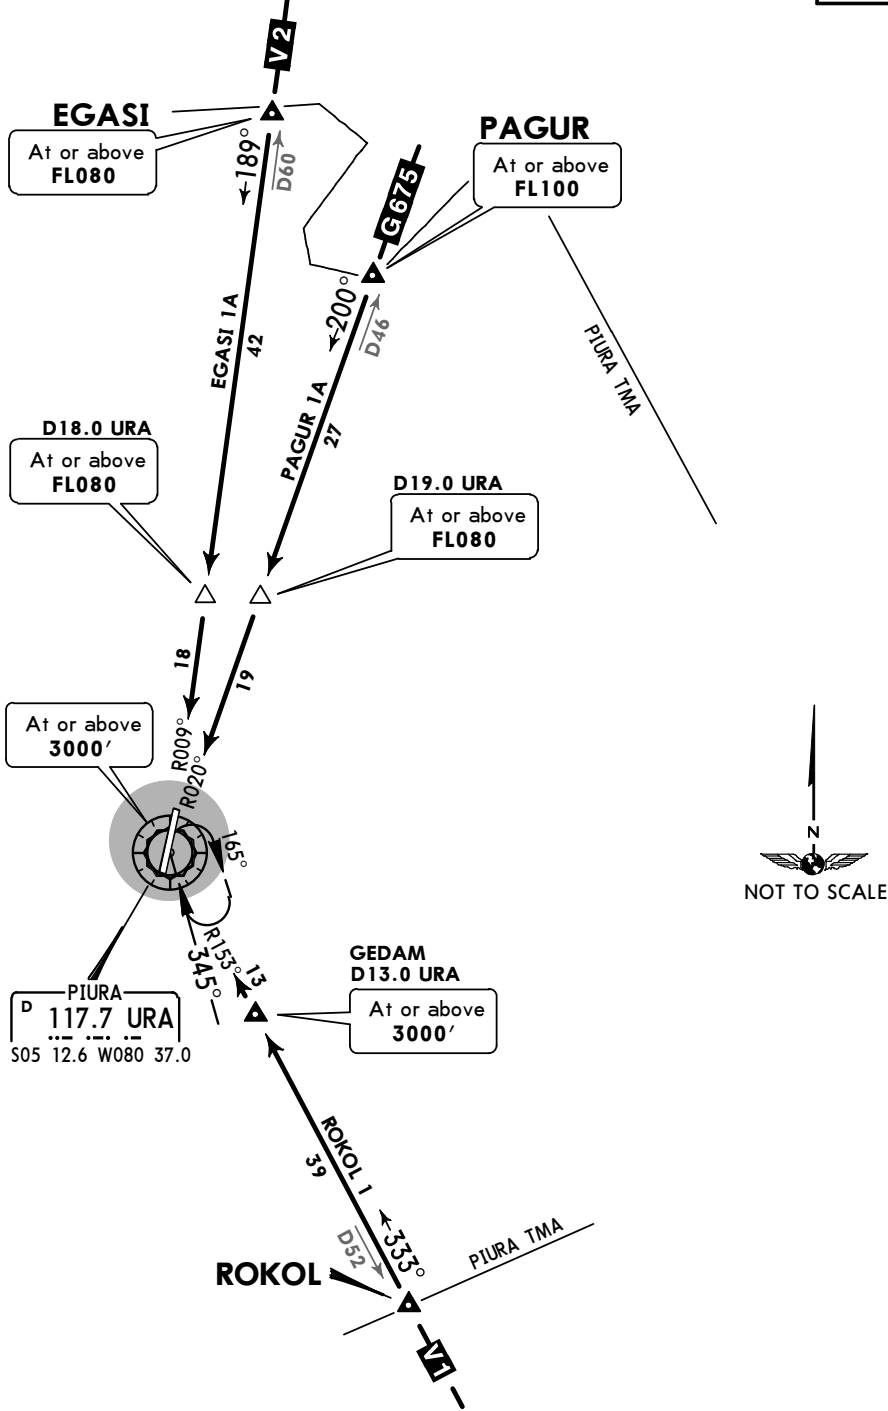 V 2
EGASI
At or above
FL080
189°
D60
PAGUR
At or above
FL100
G 675
200°
D46
PIURA TMA
EGASI 1A
42
PAGUR 1A
27
D18.0 URA
At or above
FL080
D19.0 URA
At or above
FL080
18
19
At or above
3000'
R009°
R020°
165°
N
NOT TO SCALE
R153°
345°
13
GEDAM
D13.0 URA
At or above
3000'
PIURA
D 117.7 URA
S05 12.6 W080 37.0
ROKOL 1
39
D52
333°
PIURA TMA
ROKOL
V1